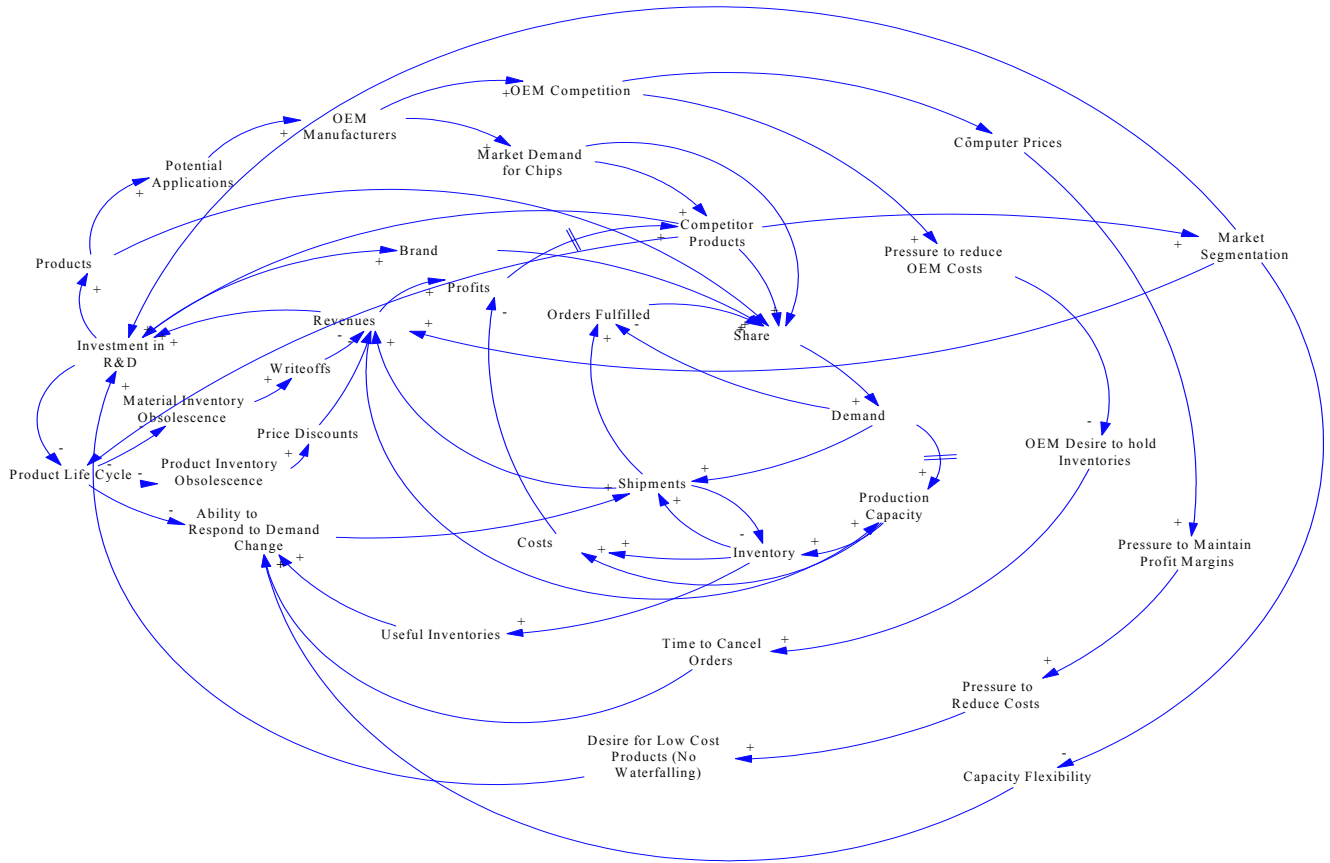 OEM Competition
OEM
Manufacturers
Computer Prices
Market Demand
for Chips
Potential
Applications
Competitor
Products
Market
Segmentation
Brand
Pressure to reduce
OEM Costs
Products
Profits
Orders Fulfilled
Revenues
Share
Investment in
R&D
Writeoffs
Material Inventory
Obsolescence
Demand
Price Discounts
OEM Desire to hold
Inventories
Product Life Cycle
Product Inventory
Obsolescence
Shipments
Production
Capacity
Ability to
Respond to Demand
Change
Costs
Inventory
Pressure to Maintain
Profit Margins
Useful Inventories
Time to Cancel
Orders
Pressure to
Reduce Costs
Desire for Low Cost
Products (No
Waterfalling)
Capacity Flexibility